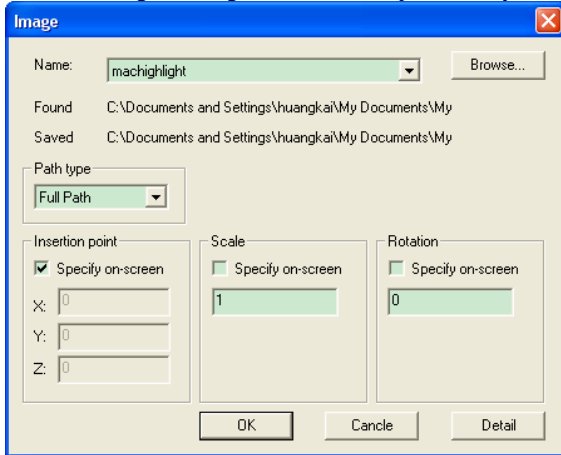 Image
Name: machighlight Browse...
Found C:\Documents and Settings\huangkai\My Documents\My
Saved C:\Documents and Settings\huangkai\My Documents\My
Path type
Full Path
Insertion point
Specify on-screen
X: 0
Y: 0
Z: 0
Scale
Specify on-screen
1
Rotation
Specify on-screen
0
OK Cancle Detail